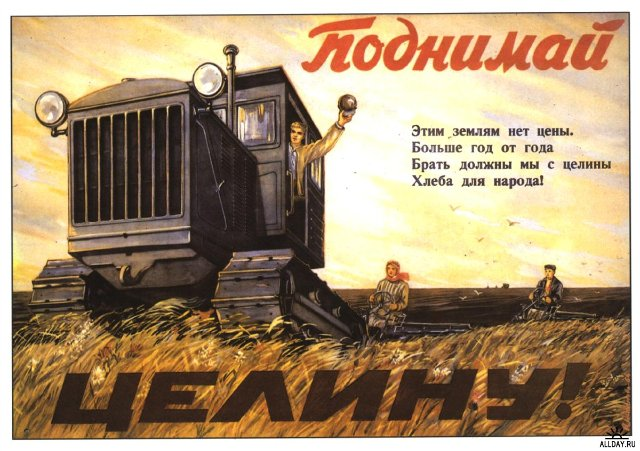 Поднимай
Этим землям нет цены.
Больше год от года
Брать должны мы с целины
Хлеба для народа!
ЦЕЛИНУ!
ALLDAY.RU